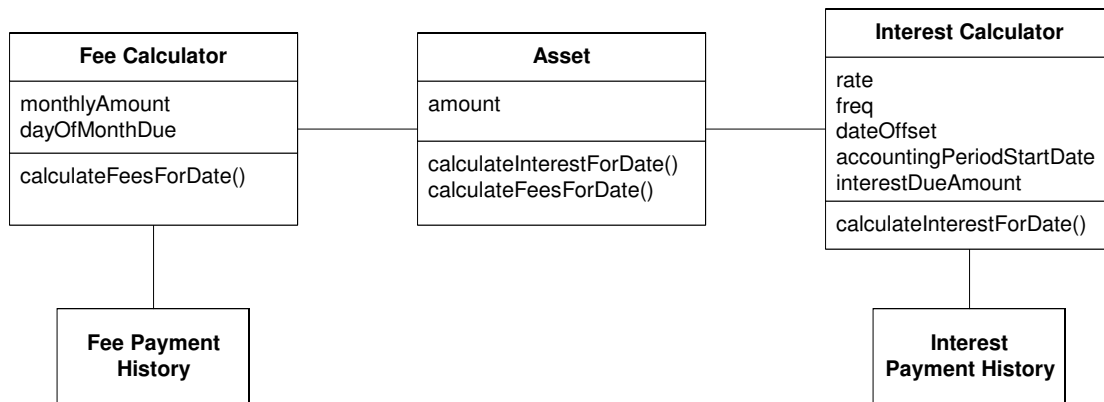 Fee Calculator
monthlyAmount
dayOfMonthDue
calculateFeesForDate()
Asset
amount
calculateInterestForDate()
calculateFeesForDate()
Interest Calculator
rate
freq
dateOffset
accountingPeriodStartDate
interestDueAmount
calculateInterestForDate()
Fee Payment
History
Interest
Payment History